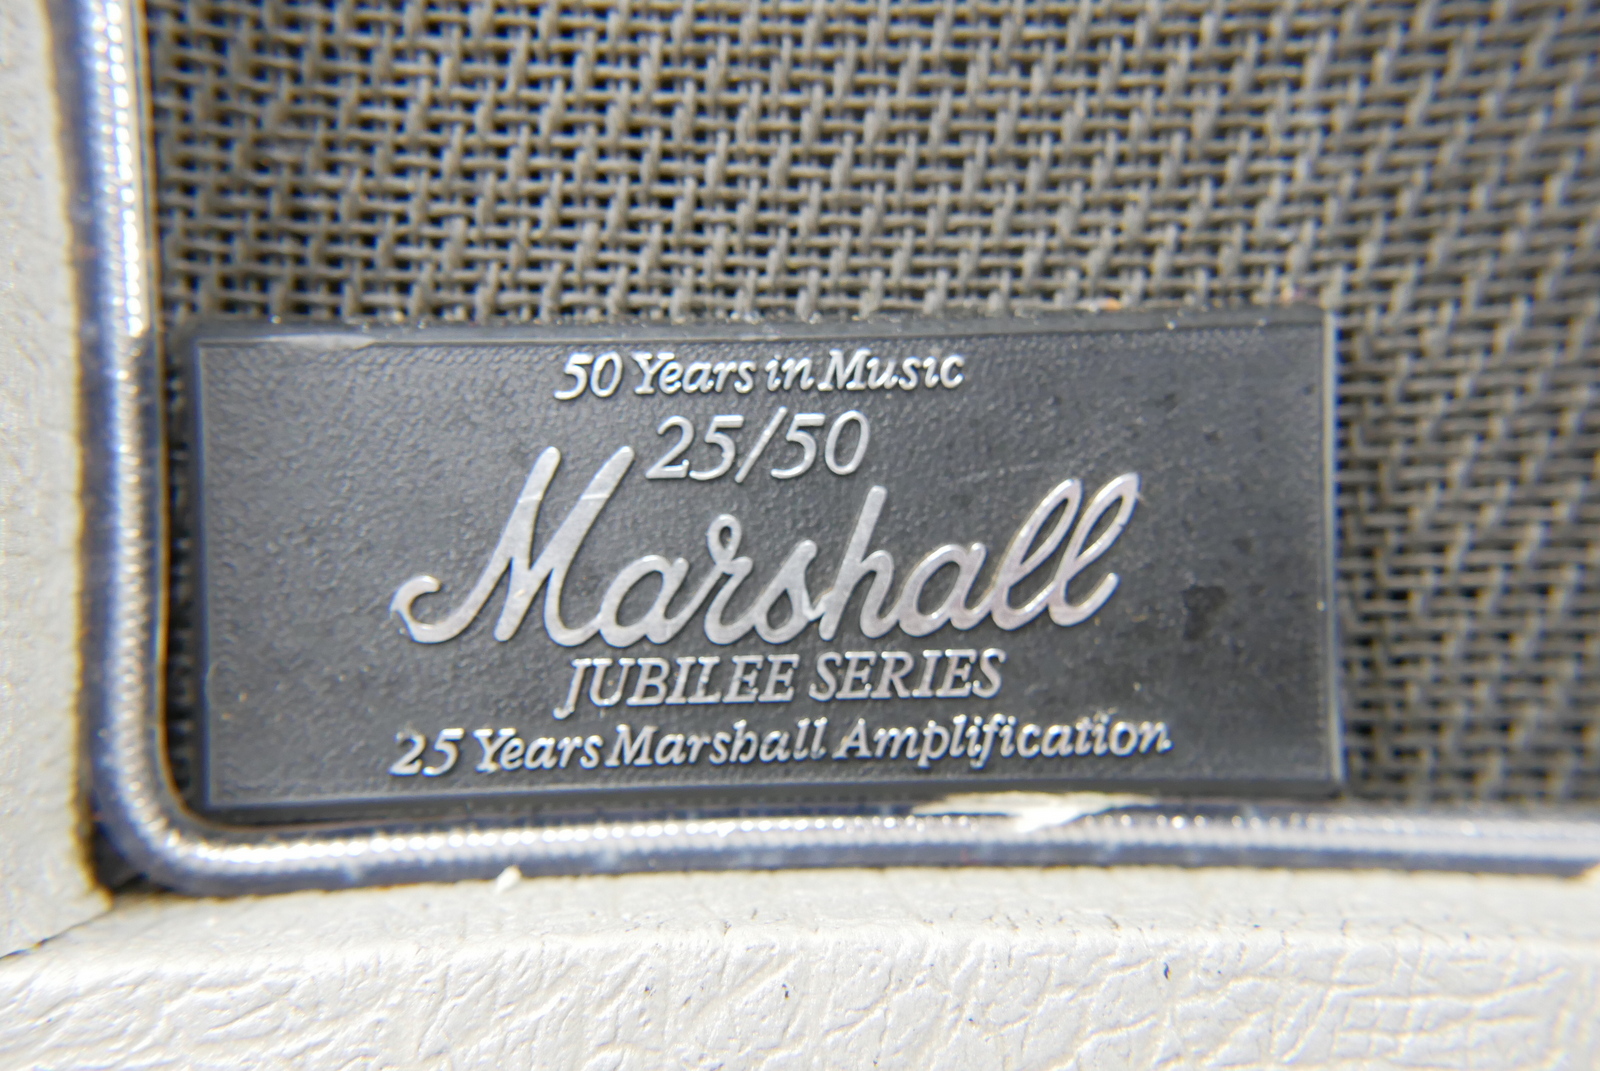 50 Years in Music
25/50
Marshall
JUBILEE SERIES
25 Years Marshall Amplification